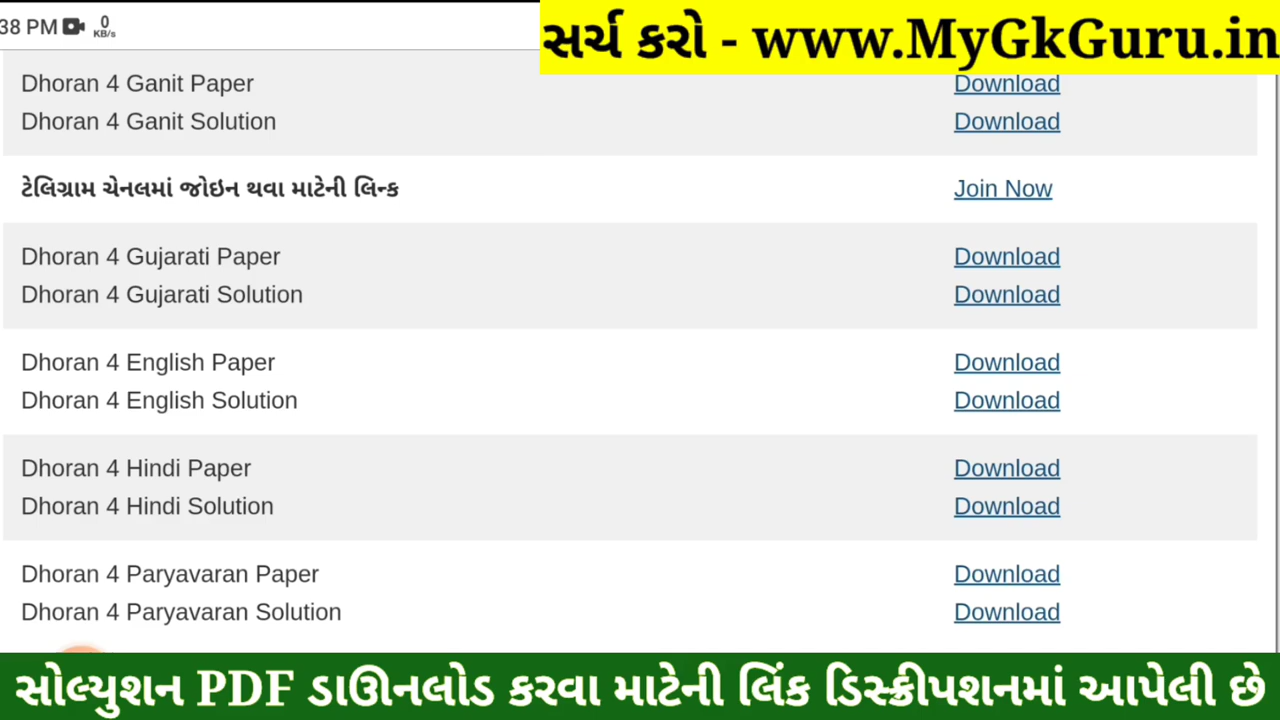 38 PM 0
KB/s
સર્ચ કરો - www.MyGkGuru.in
Dhoran 4 Ganit Paper Download
Dhoran 4 Ganit Solution Download
ટેલિગ્રામ ચેનલમાં જોઇન થવા માટેની લિન્ક Join Now
Dhoran 4 Gujarati Paper Download
Dhoran 4 Gujarati Solution Download
Dhoran 4 English Paper Download
Dhoran 4 English Solution Download
Dhoran 4 Hindi Paper Download
Dhoran 4 Hindi Solution Download
Dhoran 4 Paryavaran Paper Download
Dhoran 4 Paryavaran Solution Download
સોલ્યુશન PDF ડાઊનલોડ કરવા માટેની લિંક ડિસ્ક્રીપશનમાં આપેલી છે